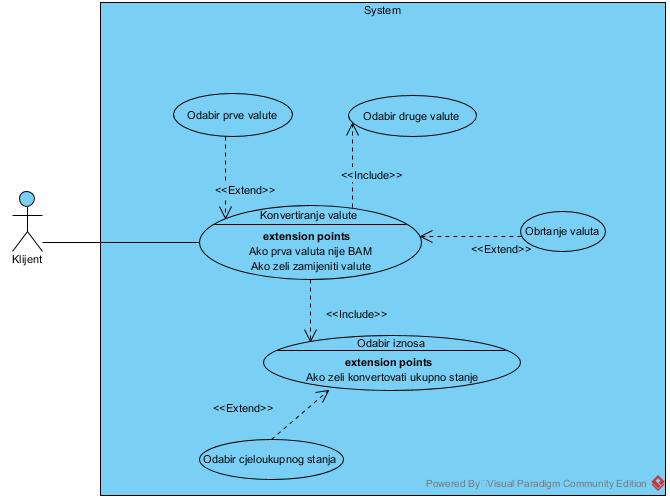 System
Odabir prve valute
Odabir druge valute
<<Include>>
<<Extend>>
Konvertiranje valute
extension points
Ako prva valuta nije BAM
Ako zeli zamijeniti valute
Obrtanje valuta
<<Extend>>
Klijent
<<Include>>
Odabir iznosa
extension points
Ako zeli konvertovati ukupno stanje
<<Extend>>
Odabir cjeloukupnog stanja
Powered By Visual Paradigm Community Edition